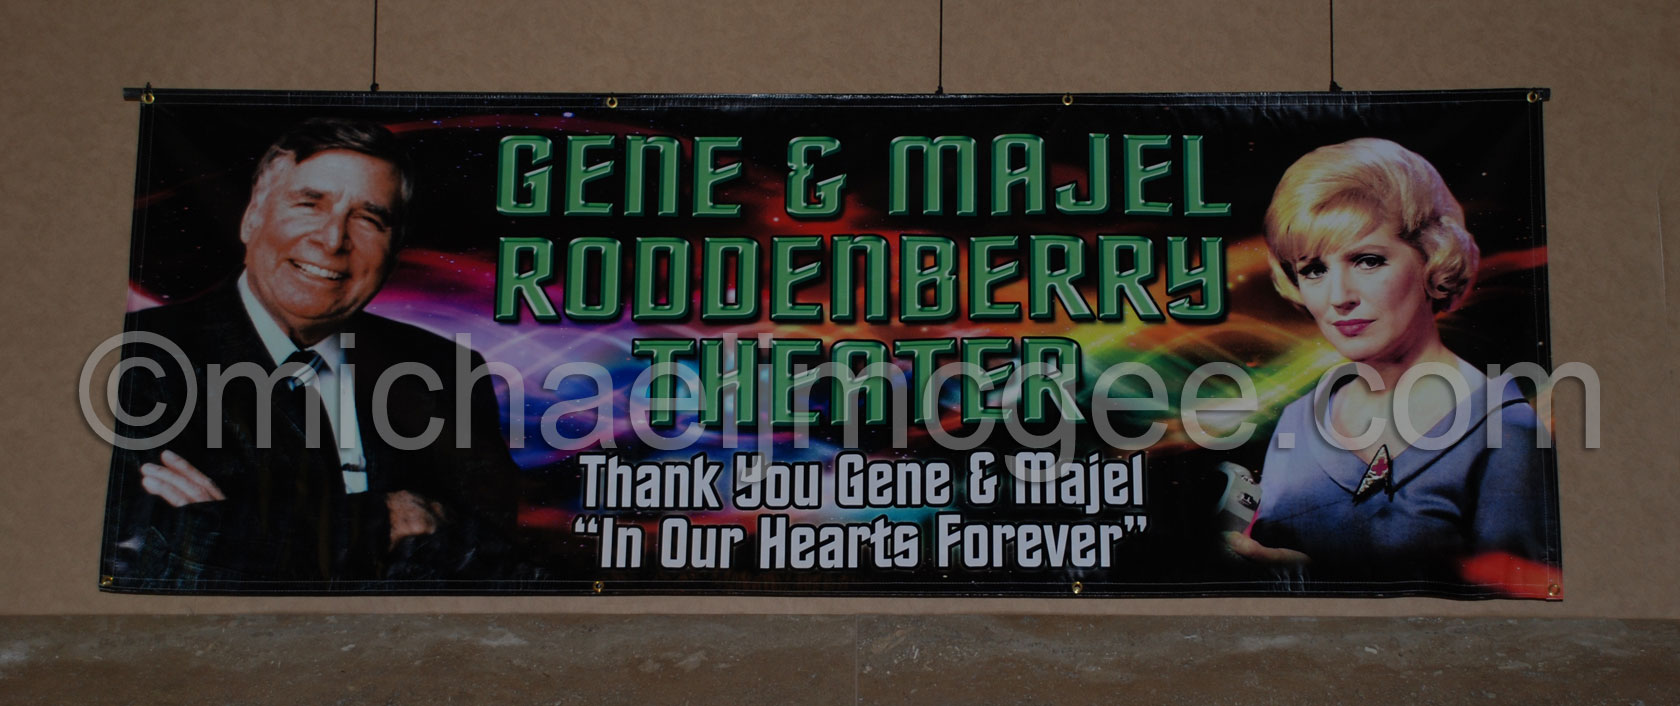 GENE & MAJEL
RODDENBERRY
THEATER
Thank You Gene & Majel
“In Our Hearts Forever”
©michaeljmcgee.com